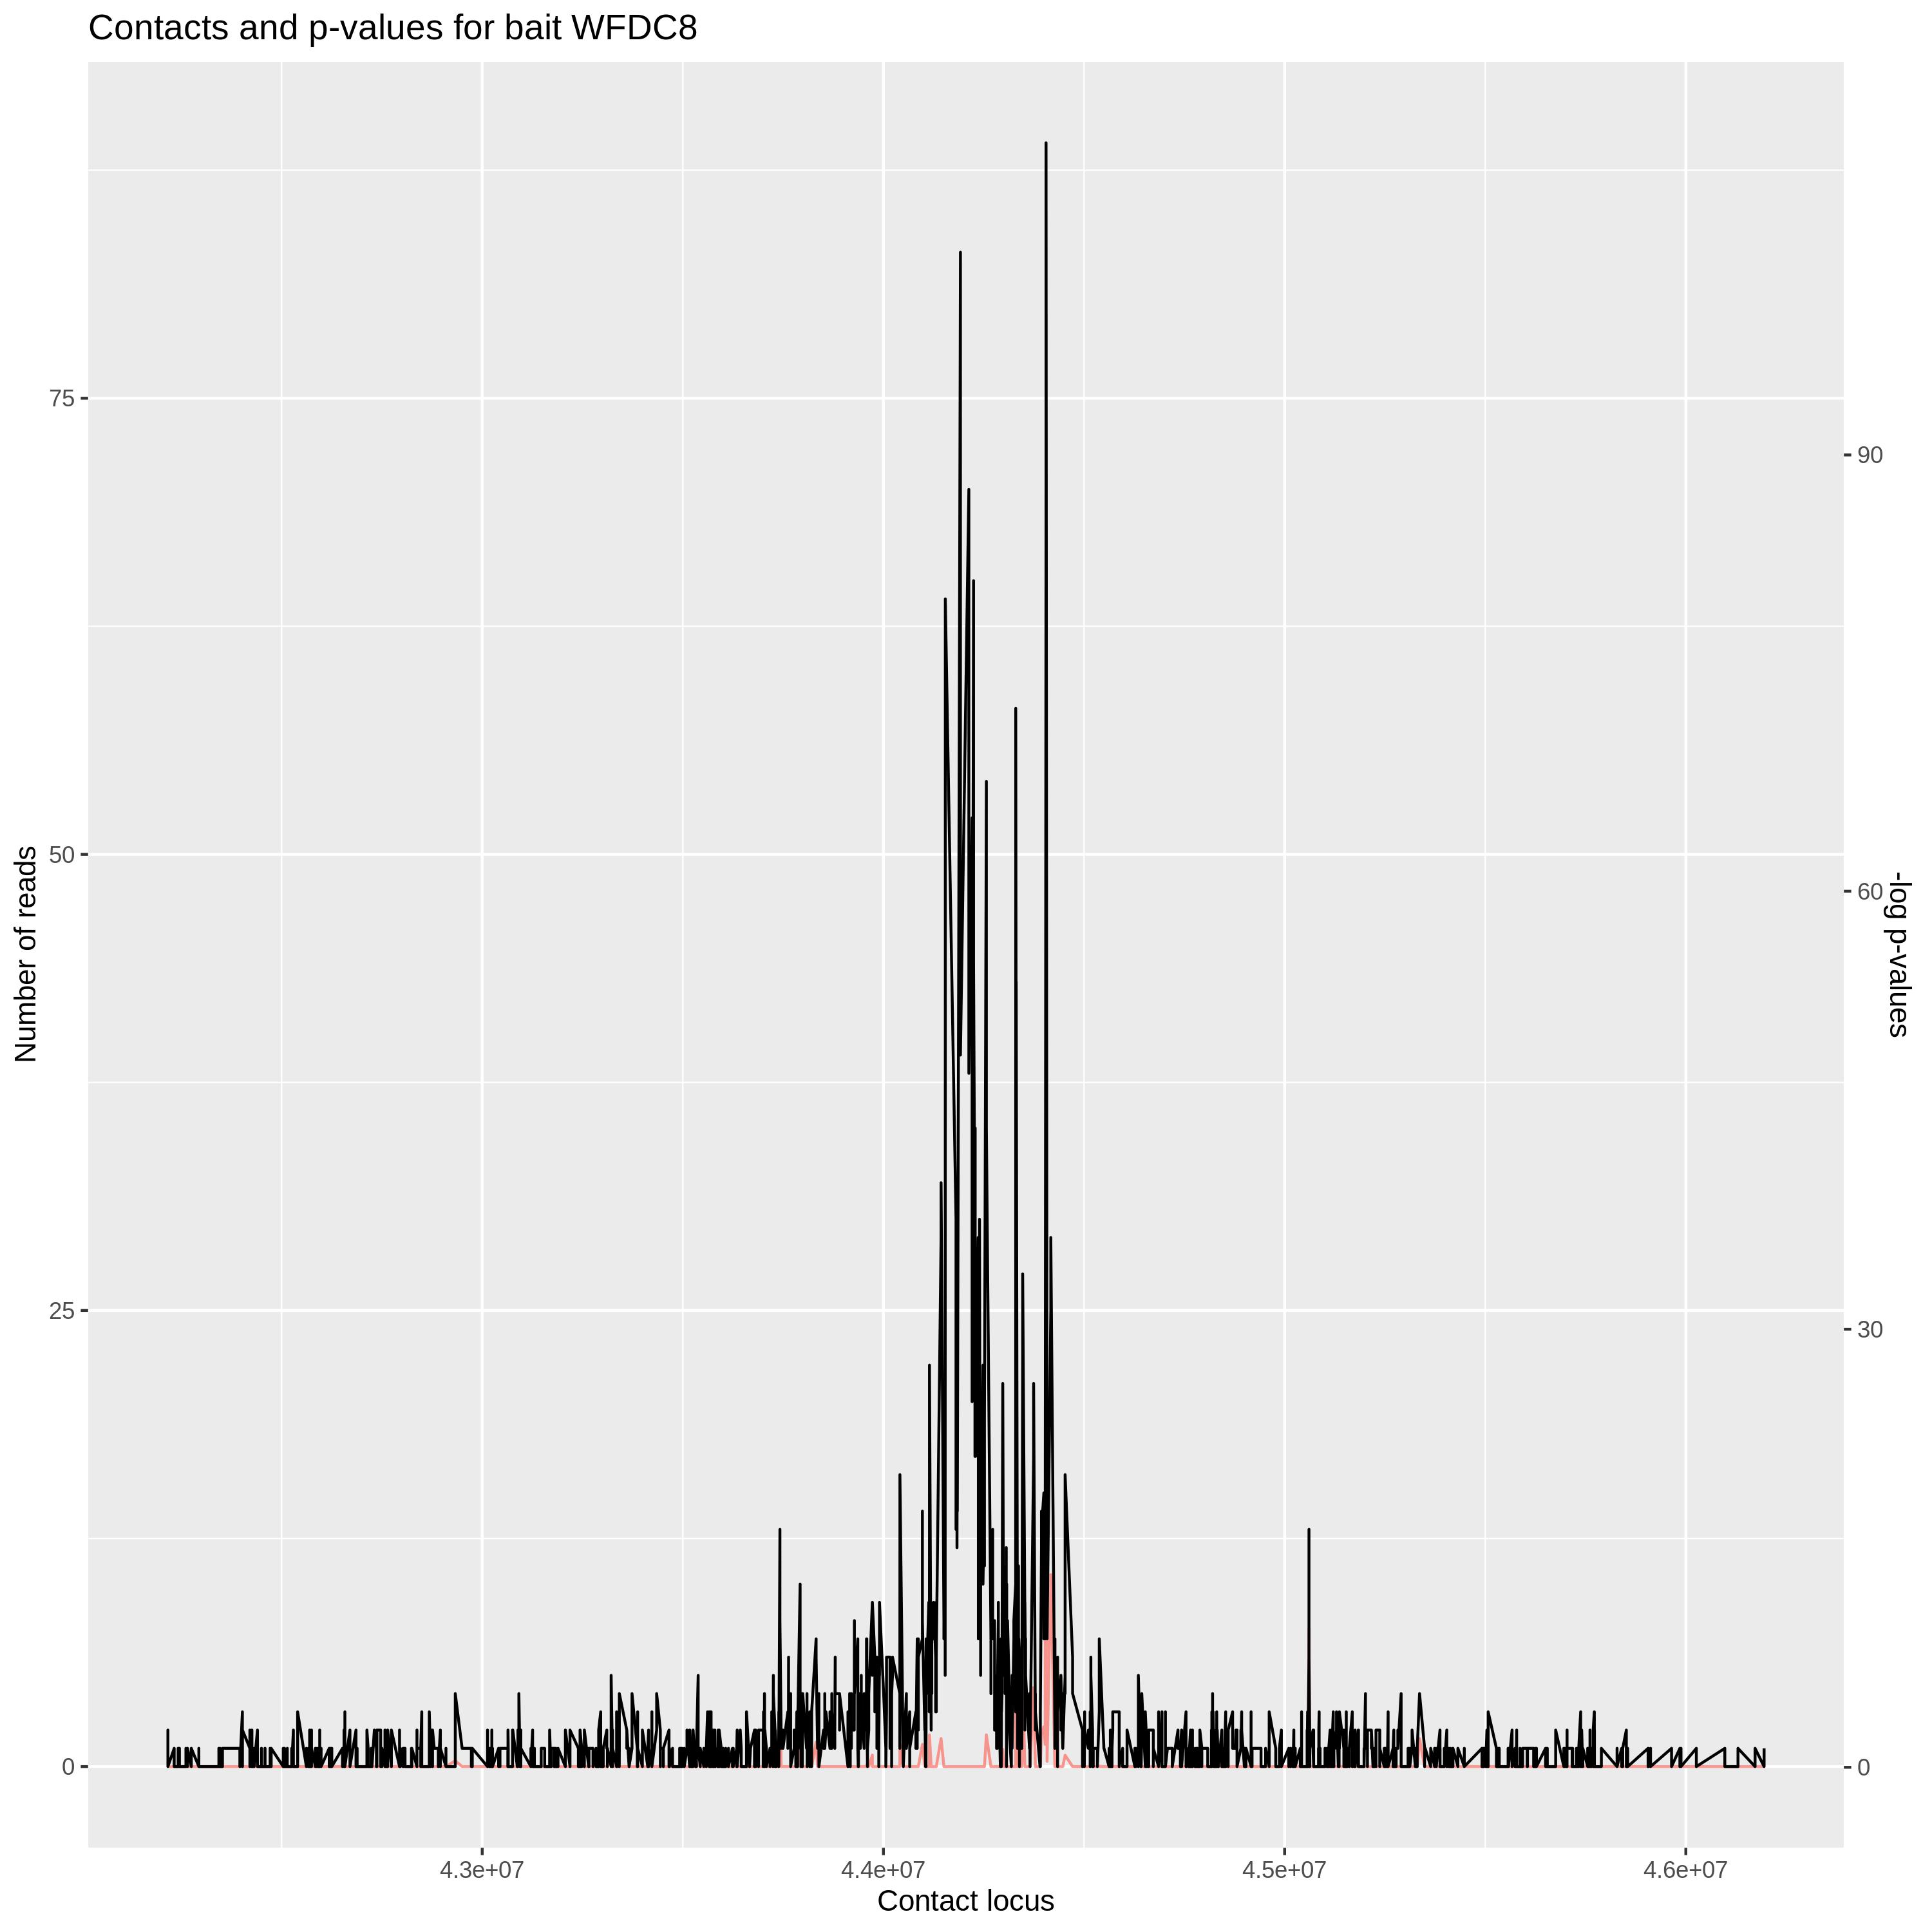 Contacts and p-values for bait WFDC8
75
50
25
0
90
60
30
0
Number of reads
-log p-values
4.3e+07
4.4e+07
4.5e+07
4.6e+07
Contact locus